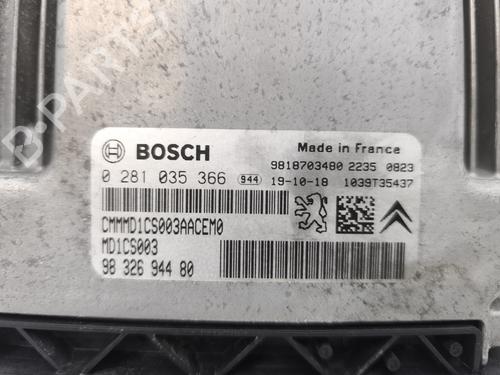 BOSCH
Made in France
9818703480 2235 0823
0 281 035 366 944 19-10-18 1039T35437
CMMMD1CS003AACEM0
MD1CS003
98 326 944 80